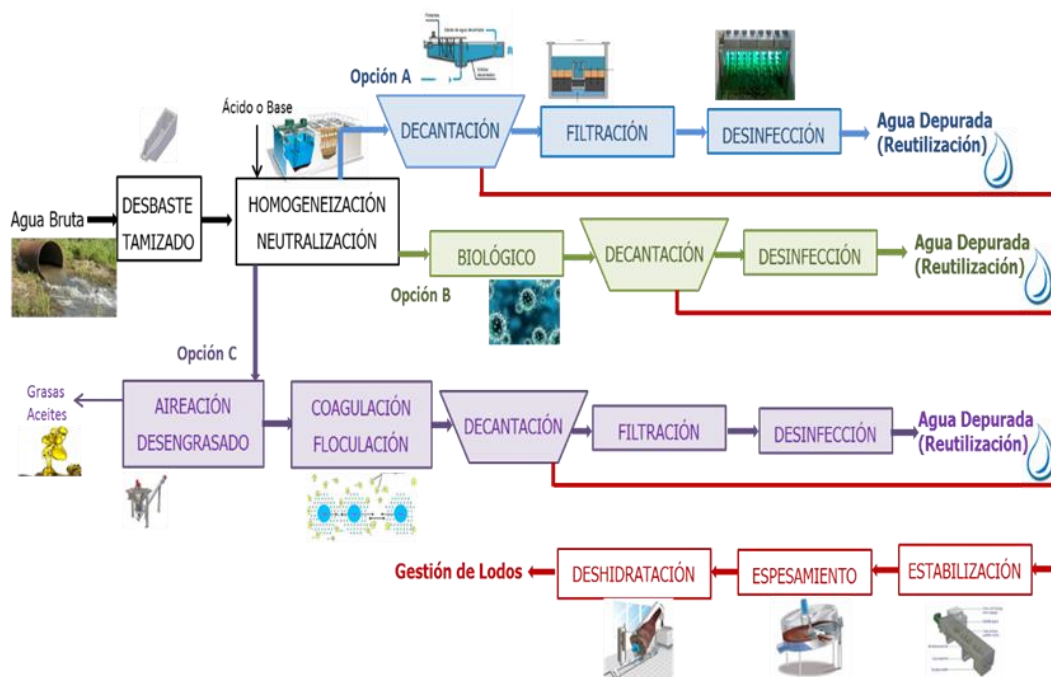 Opción A
Ácido o Base
DECANTACIÓN
FILTRACIÓN
DESINFECCIÓN
Agua Depurada
(Reutilización)
Agua Bruta
DESBASTE
TAMIZADO
HOMOGENEIZACIÓN
NEUTRALIZACIÓN
Opción B
BIOLÓGICO
DECANTACIÓN
DESINFECCIÓN
Agua Depurada
(Reutilización)
Opción C
Grasas
Aceites
AIREACIÓN
DESENGRASADO
COAGULACIÓN
FLOCULACIÓN
DECANTACIÓN
FILTRACIÓN
DESINFECCIÓN
Agua Depurada
(Reutilización)
Gestión de Lodos
DESHIDRATACIÓN
ESPESAMIENTO
ESTABILIZACIÓN